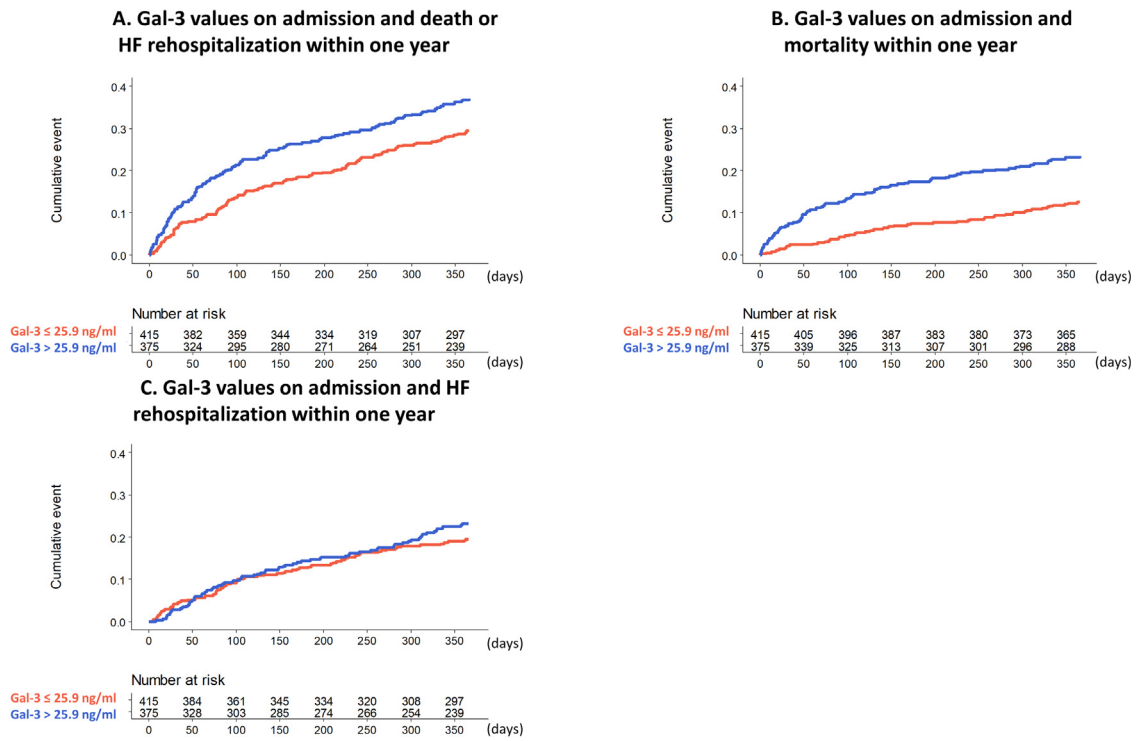 A. Gal-3 values on admission and death or
HF rehospitalization within one year
Cumulative event
0.4
0.3
0.2
0.1
0.0
0 50 100 150 200 250 300 350 (days)
Number at risk
Gal-3 ≤ 25.9 ng/ml 415 382 359 344 334 319 307 297
Gal-3 > 25.9 ng/ml 375 324 295 280 271 264 251 239
0 50 100 150 200 250 300 350 (days)
B. Gal-3 values on admission and
mortality within one year
Cumulative event
0.4
0.3
0.2
0.1
0.0
0 50 100 150 200 250 300 350 (days)
Number at risk
Gal-3 ≤ 25.9 ng/ml 415 405 396 387 383 380 373 365
Gal-3 > 25.9 ng/ml 375 339 325 313 307 301 296 288
0 50 100 150 200 250 300 350 (days)
C. Gal-3 values on admission and HF
rehospitalization within one year
Cumulative event
0.4
0.3
0.2
0.1
0.0
0 50 100 150 200 250 300 350 (days)
Number at risk
Gal-3 ≤ 25.9 ng/ml 415 384 361 345 334 320 308 297
Gal-3 > 25.9 ng/ml 375 328 303 285 274 266 254 239
0 50 100 150 200 250 300 350 (days)